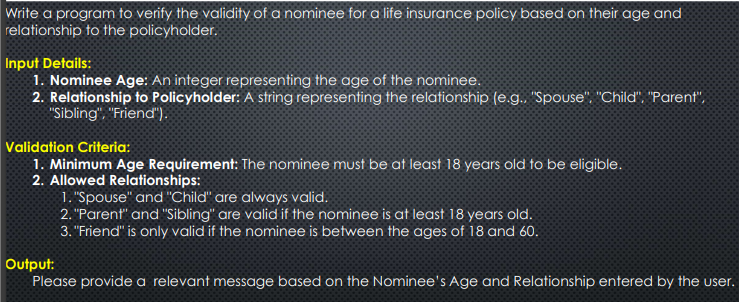 Write a program to verify the validity of a nominee for a life insurance policy based on their age and
relationship to the policyholder.
Input Details:
1. Nominee Age: An integer representing the age of the nominee.
2. Relationship to Policyholder: A string representing the relationship (e.g., "Spouse", "Child", "Parent",
"Sibling", "Friend").
Validation Criteria:
1. Minimum Age Requirement: The nominee must be at least 18 years old to be eligible.
2. Allowed Relationships:
1. "Spouse" and "Child" are always valid.
2. "Parent" and "Sibling" are valid if the nominee is at least 18 years old.
3. "Friend" is only valid if the nominee is between the ages of 18 and 60.
Output:
Please provide a relevant message based on the Nominee's Age and Relationship entered by the user.